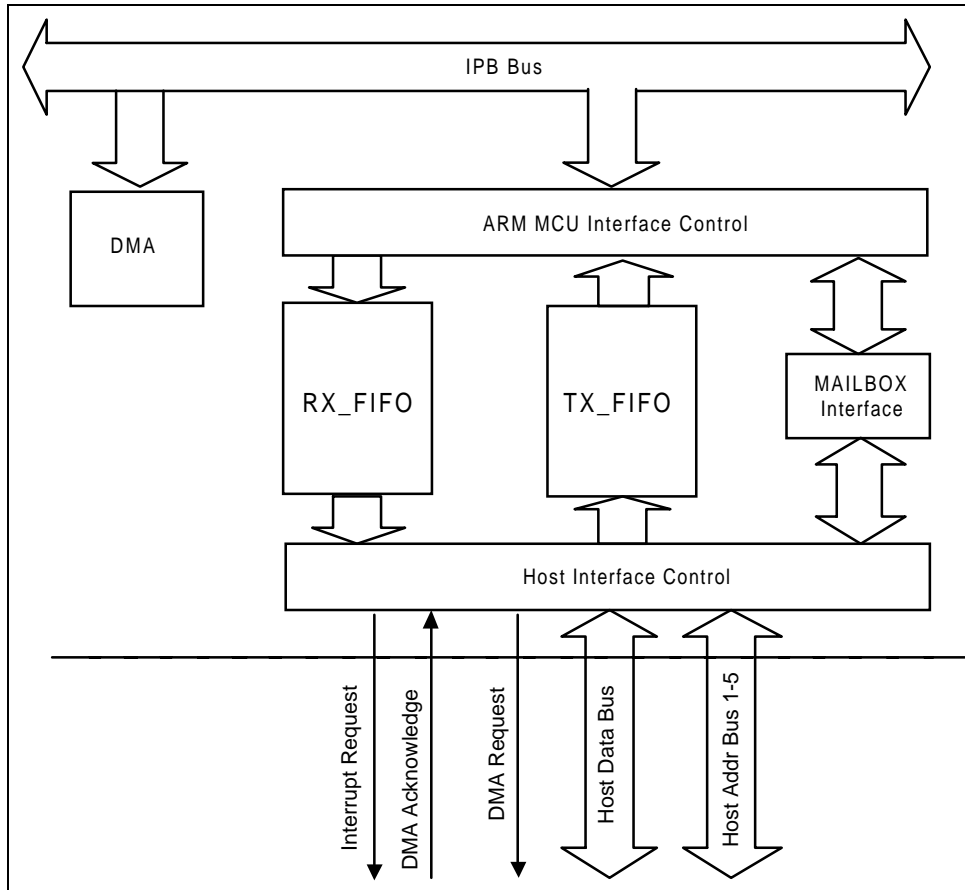 IPB Bus
DMA
ARM MCU Interface Control
RX_FIFO
TX_FIFO
MAILBOX
Interface
Host Interface Control
Interrupt Request
DMA Acknowledge
DMA Request
Host Data Bus
Host Addr Bus 1-5